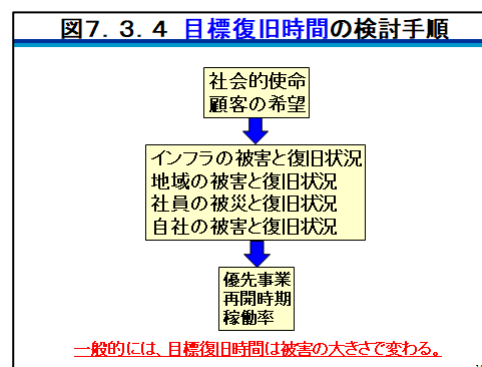 図7．3．4 目標復旧時間の検討手順
社会的使命
顧客の希望
インフラの被害と復旧状況
地域の被害と復旧状況
社員の被災と復旧状況
自社の被害と復旧状況
優先事業
再開時期
稼働率
一般的には、目標復旧時間は被害の大きさで変わる。